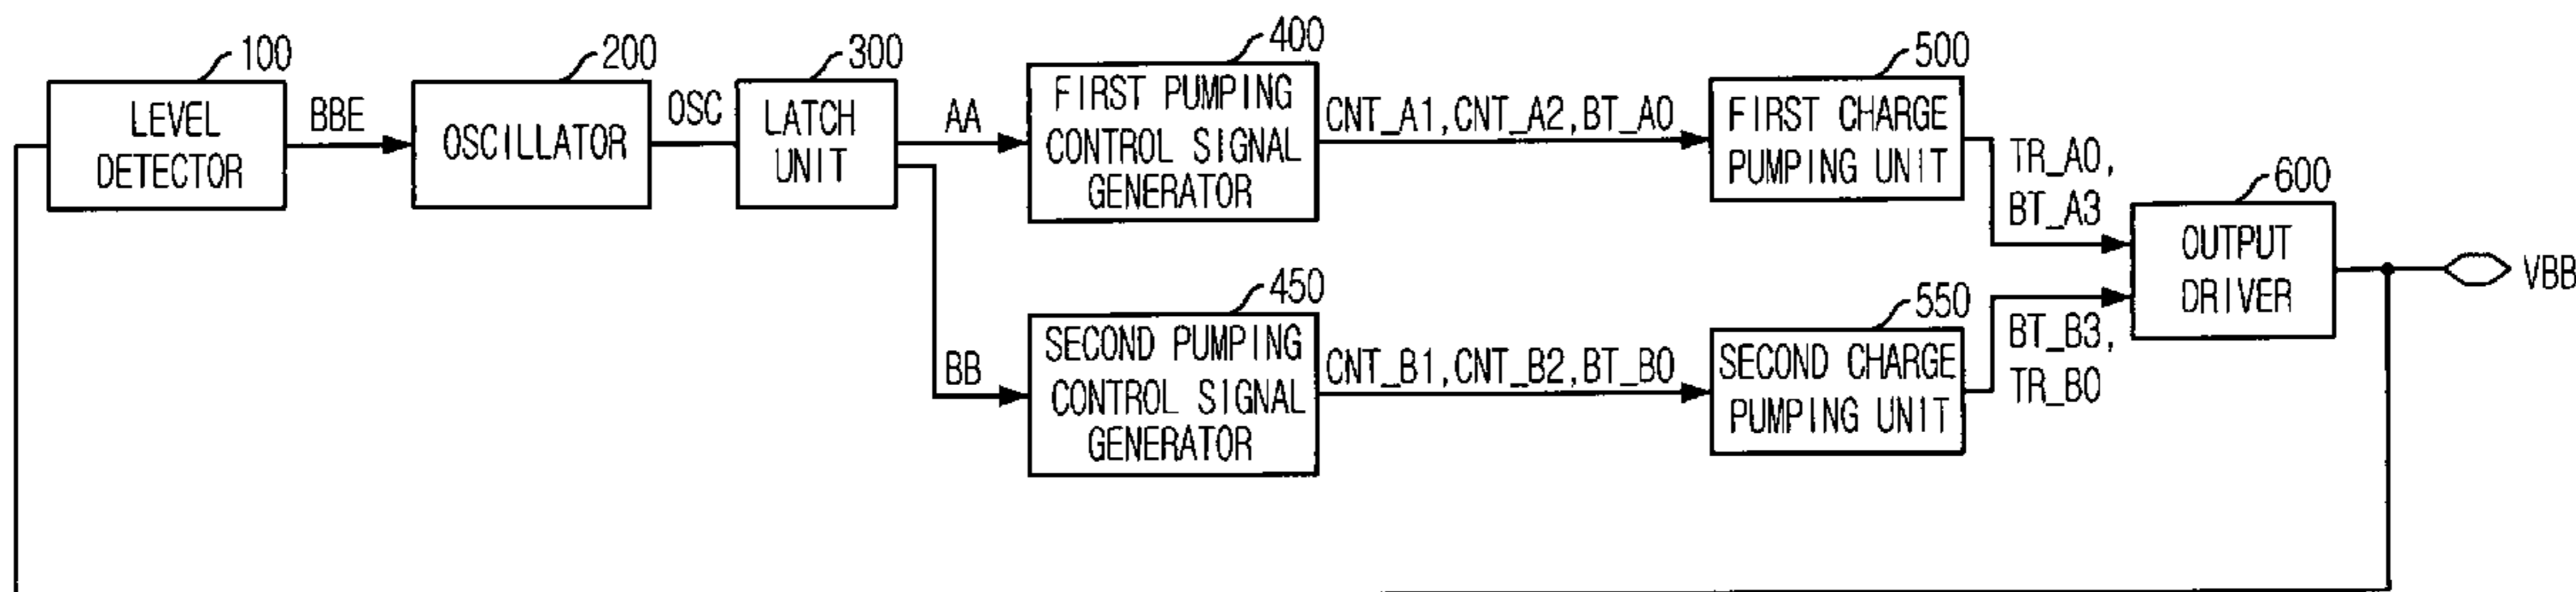 100
LEVEL
DETECTOR
BBE
200
OSCILLATOR
OSC
300
LATCH
UNIT
AA
BB
400
FIRST PUMPING
CONTROL SIGNAL
GENERATOR
CNT_A1,CNT_A2,BT_A0
500
FIRST CHARGE
PUMPING UNIT
TR_A0,
BT_A3
450
SECOND PUMPING
CONTROL SIGNAL
GENERATOR
CNT_B1,CNT_B2,BT_B0
550
SECOND CHARGE
PUMPING UNIT
BT_B3,
TR_B0
600
OUTPUT
DRIVER
VBB